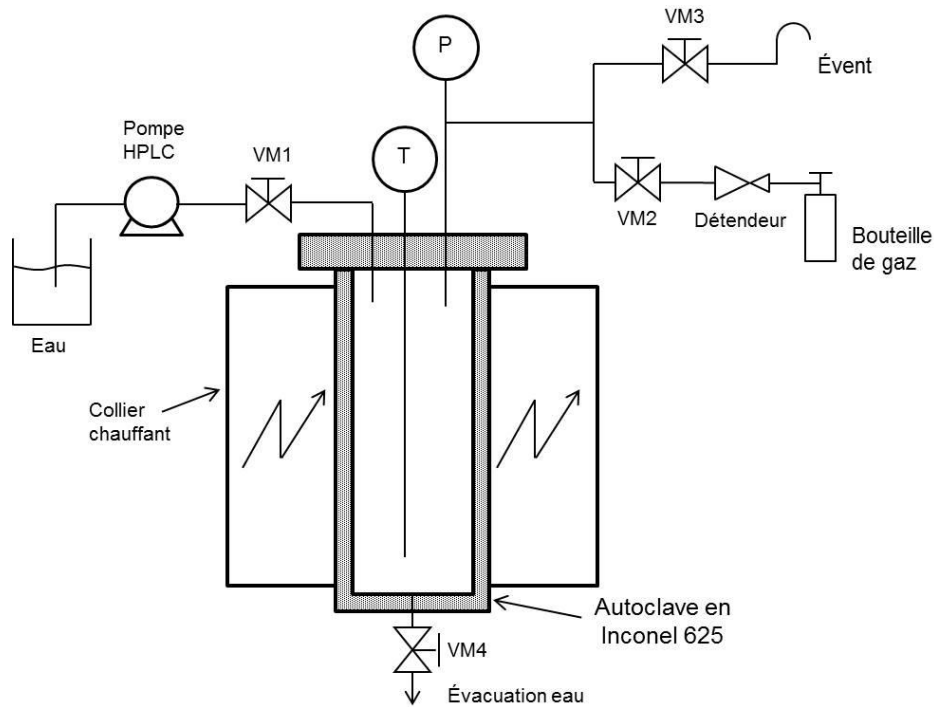 P
VM3
Évent
Pompe
HPLC
VM1
T
VM2
Détendeur
Bouteille
de gaz
Eau
Collier
chauffant
Autoclave en
Inconel 625
VM4
Évacuation eau